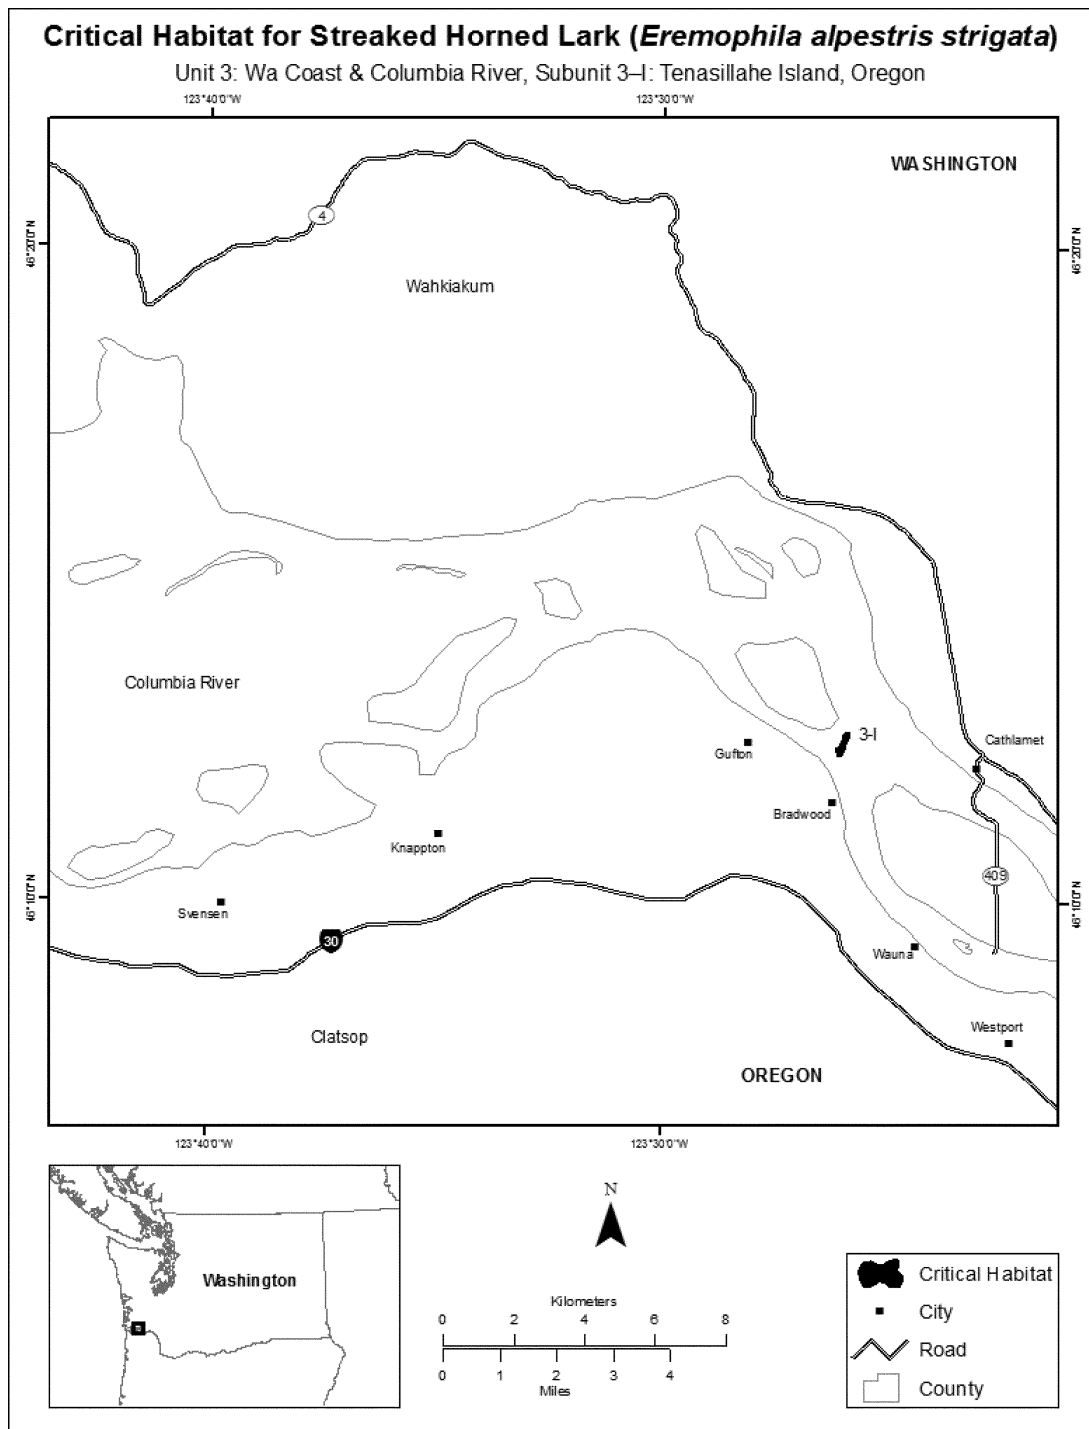 Critical Habitat for Streaked Horned Lark (Eremophila alpestris strigata)
Unit 3: Wa Coast & Columbia River, Subunit 3–I: Tenasillahe Island, Oregon
123°40'0"W
123°30'0"W
WASHINGTON
46°20'0"N
46°20'0"N
4
Wahkiakum
Columbia River
3-I
Cathlamet
Gufton
Bradwood
Knappton
409
46°10'0"N
46°10'0"N
Svensen
30
Wauna
Westport
Clatsop
OREGON
123°40'0"W
123°30'0"W
Washington
N
Kilometers
0 2 4 6 8
0 1 2 3 4
Miles
Critical Habitat
City
Road
County